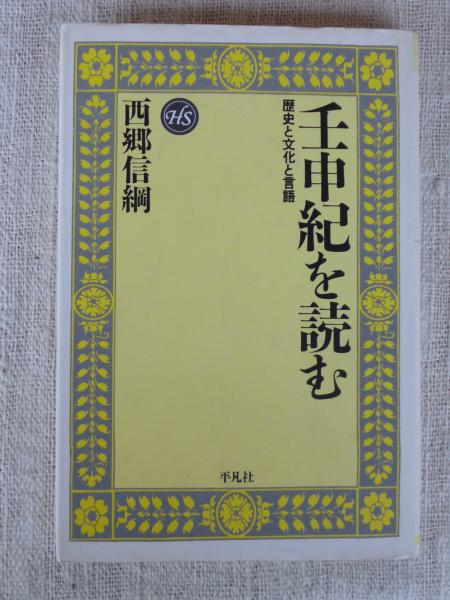 壬申紀を読む
歴史と文化と言語
HS
西郷信綱
平凡社